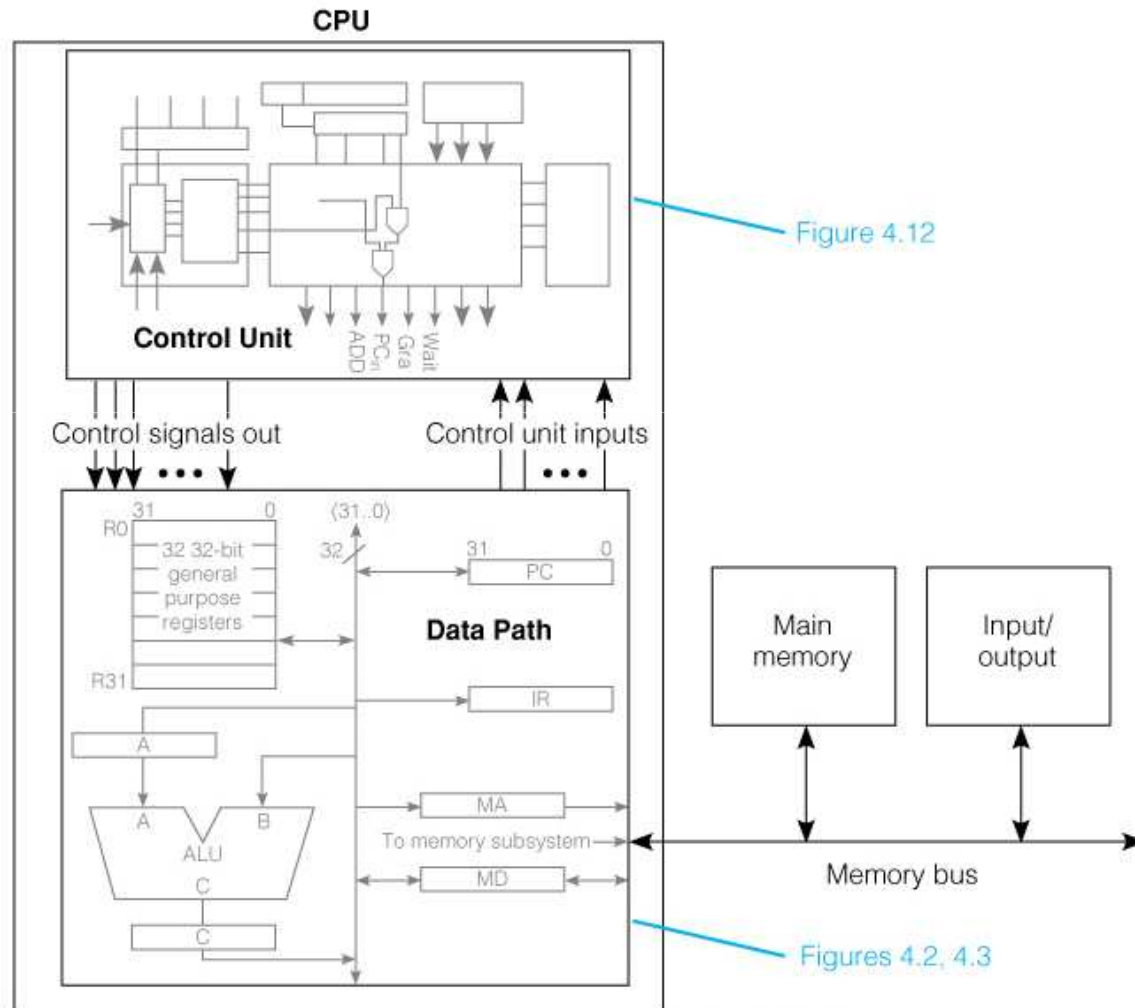 CPU
Figure 4.12
Control Unit
ADD
PCin
Gra
Wait
Control signals out
Control unit inputs
31 0
R0
32 32-bit
general
purpose
registers
R31
⟨31..0⟩
32
31 0
PC
Data Path
IR
A
A B
ALU
C
C
MA
To memory subsystem
MD
Main
memory
Input/
output
Memory bus
Figures 4.2, 4.3